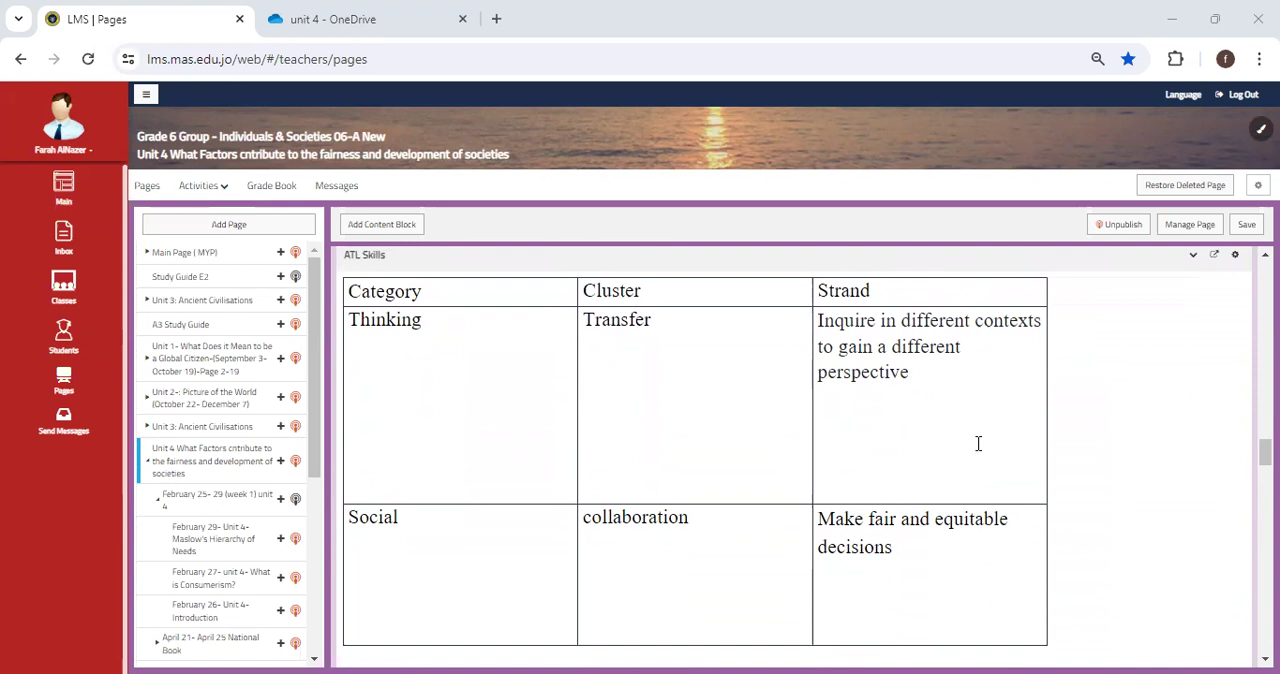 LMS | Pages
unit 4 - OneDrive
lms.mas.edu.jo/web/#/teachers/pages
f
Language
Log Out
Farah AlNazer
Grade 6 Group - Individuals & Societies 06-A New
Unit 4 What Factors cntribute to the fairness and development of societies
Pages
Activities
Grade Book
Messages
Restore Deleted Page
Main
Inbox
Classes
Students
Pages
Send Messages
Add Page
Main Page ( MYP)
Study Guide E2
Unit 3: Ancient Civilisations
A3 Study Guide
Unit 1- What Does it Mean to be
a Global Citizen-(September 3-
October 19)-Page 2-19
Unit 2-: Picture of the World
(October 22- December 7)
Unit 3: Ancient Civilisations
Unit 4 What Factors cntribute to
the fairness and development of
societies
February 25- 29 (week 1) unit
4
February 29- Unit 4-
Maslow's Hierarchy of
Needs
February 27- unit 4- What
is Consumerism?
February 26- Unit 4-
Introduction
April 21- April 25 National
Book
Add Content Block
Unpublish
Manage Page
Save
ATL Skills
Category
Cluster
Strand
Thinking
Transfer
Inquire in different contexts
to gain a different
perspective
Social
collaboration
Make fair and equitable
decisions